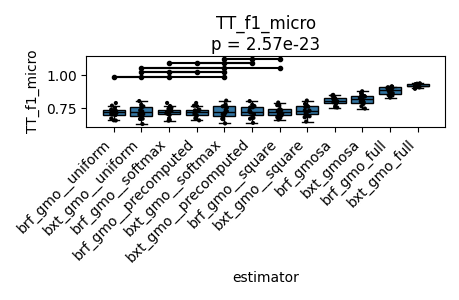 TT_f1_micro
p = 2.57e-23
TT_f1_micro
1.00
0.75
brf_gmo__uniform
bxt_gmo__uniform
brf_gmo__softmax
brf_gmo__precomputed
bxt_gmo__softmax
bxt_gmo__precomputed
brf_gmo__square
bxt_gmo__square
brf_gmosa
bxt_gmosa
brf_gmo_full
bxt_gmo_full
estimator